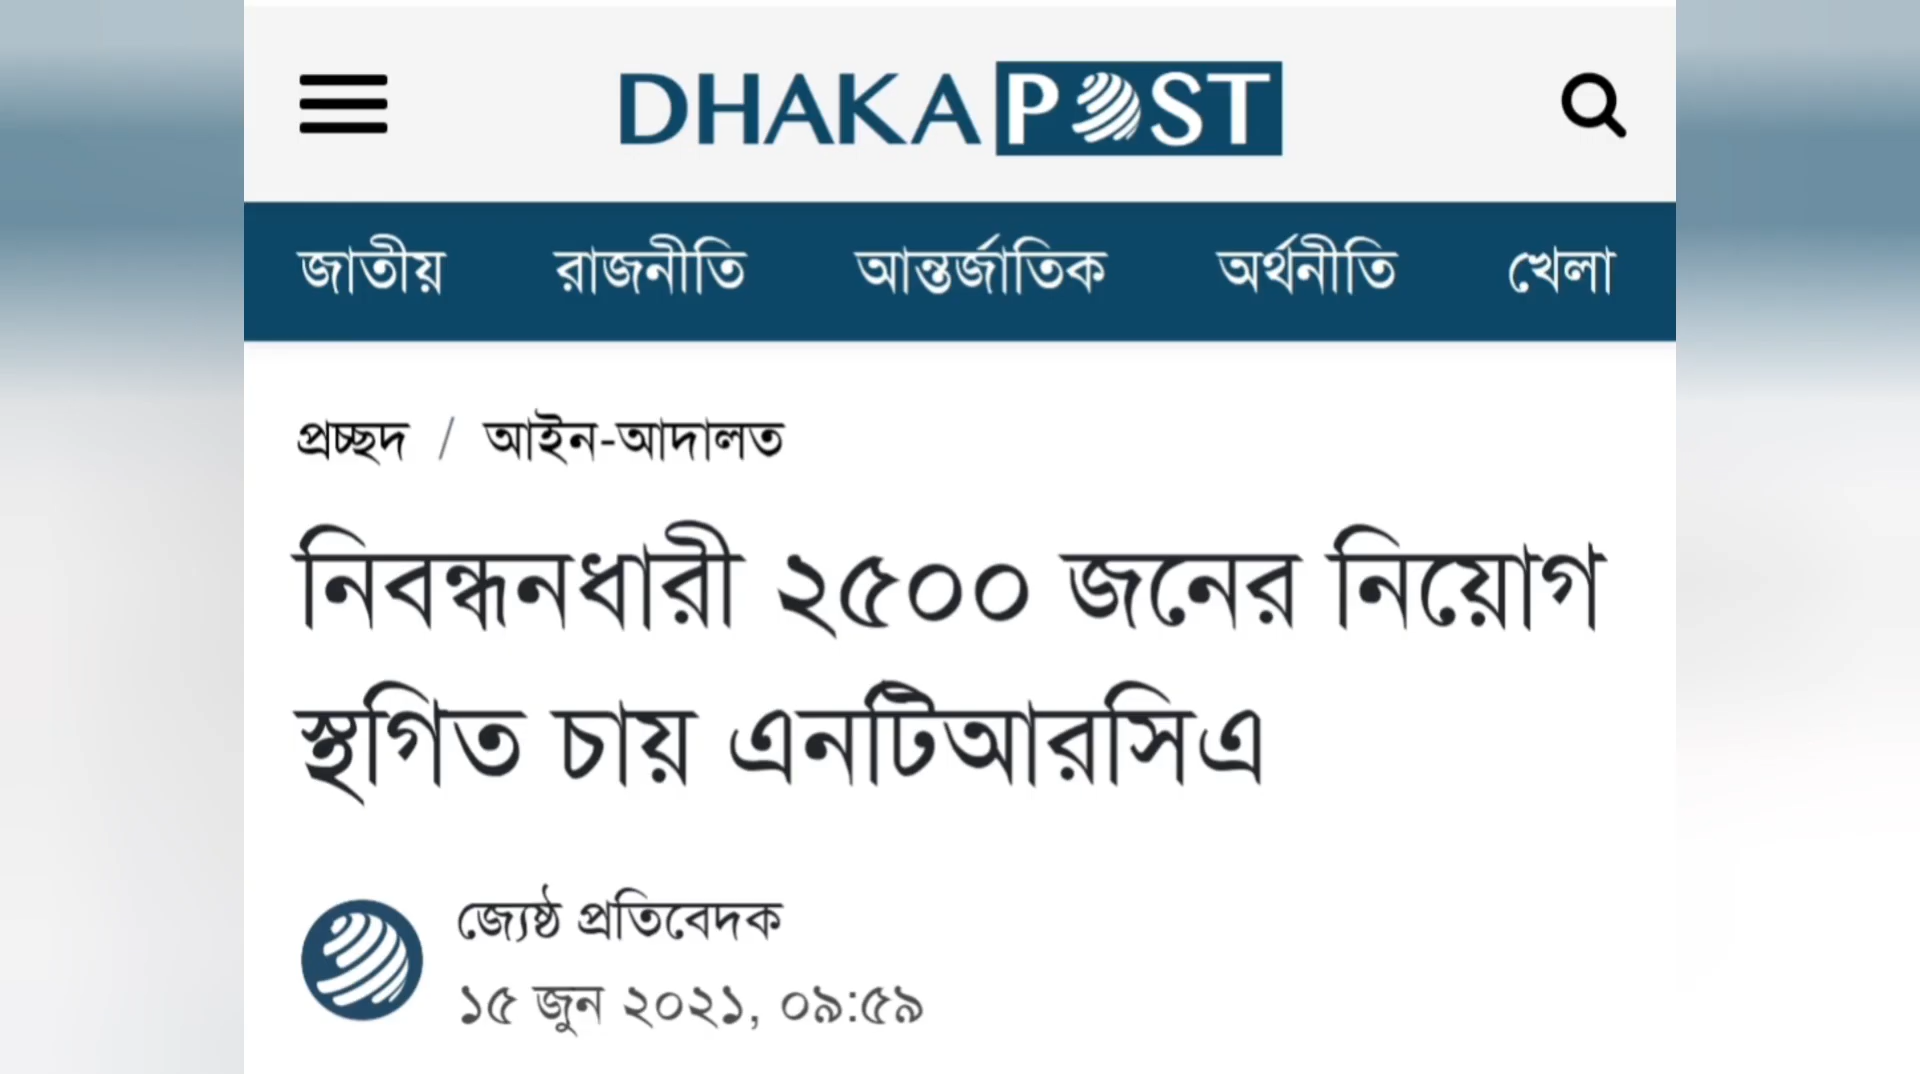 DHAKA POST
জাতীয় রাজনীতি আন্তর্জাতিক অর্থনীতি খেলা
প্রচ্ছদ / আইন-আদালত
নিবন্ধনধারী ২৫০০ জনের নিয়োগ
স্থগিত চায় এনটিআরসিএ
জ্যেষ্ঠ প্রতিবেদক
১৫ জুন ২০২১, ০৯:৫৯